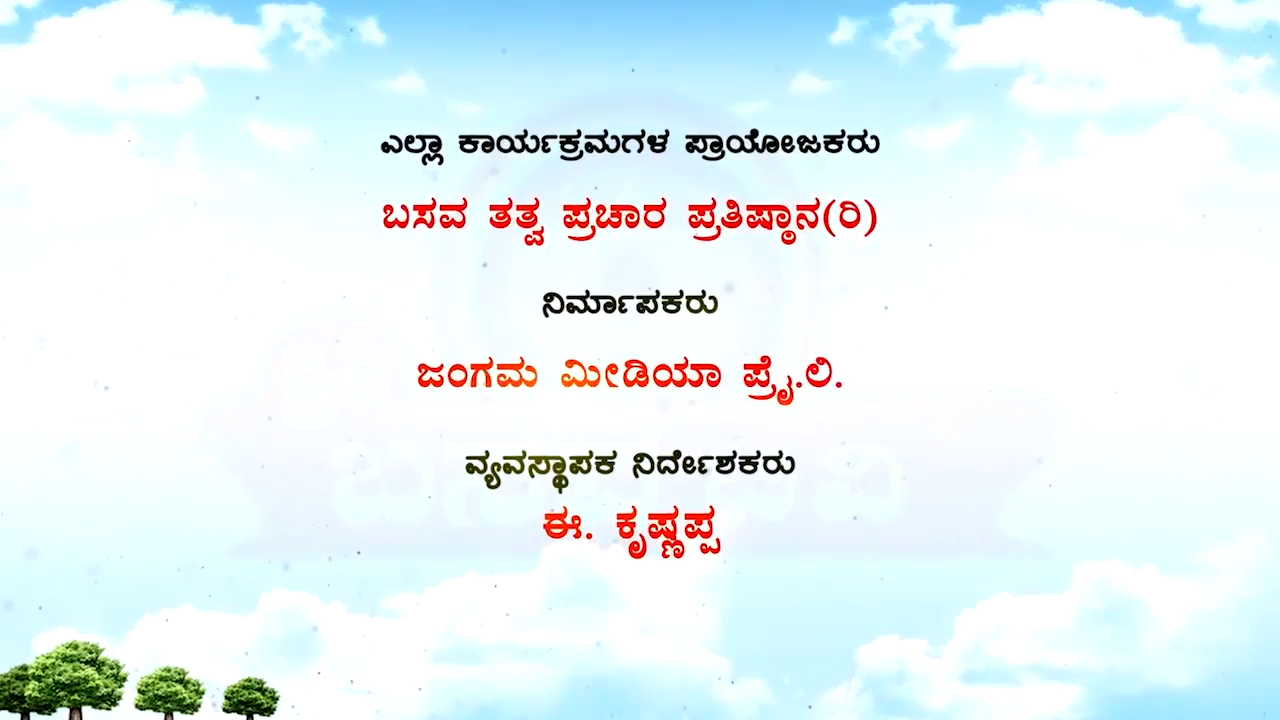 ಎಲ್ಲಾ ಕಾರ್ಯಕ್ರಮಗಳ ಪ್ರಾಯೋಜಕರು
ಬಸವ ತತ್ವ ಪ್ರಚಾರ ಪ್ರತಿಷ್ಠಾನ(ರಿ)
ನಿರ್ಮಾಪಕರು
ಜಂಗಮ ಮೀಡಿಯಾ ಪ್ರೈ.ಲಿ.
ವ್ಯವಸ್ಥಾಪಕ ನಿರ್ದೇಶಕರು
ಈ. ಕೃಷ್ಣಪ್ಪ